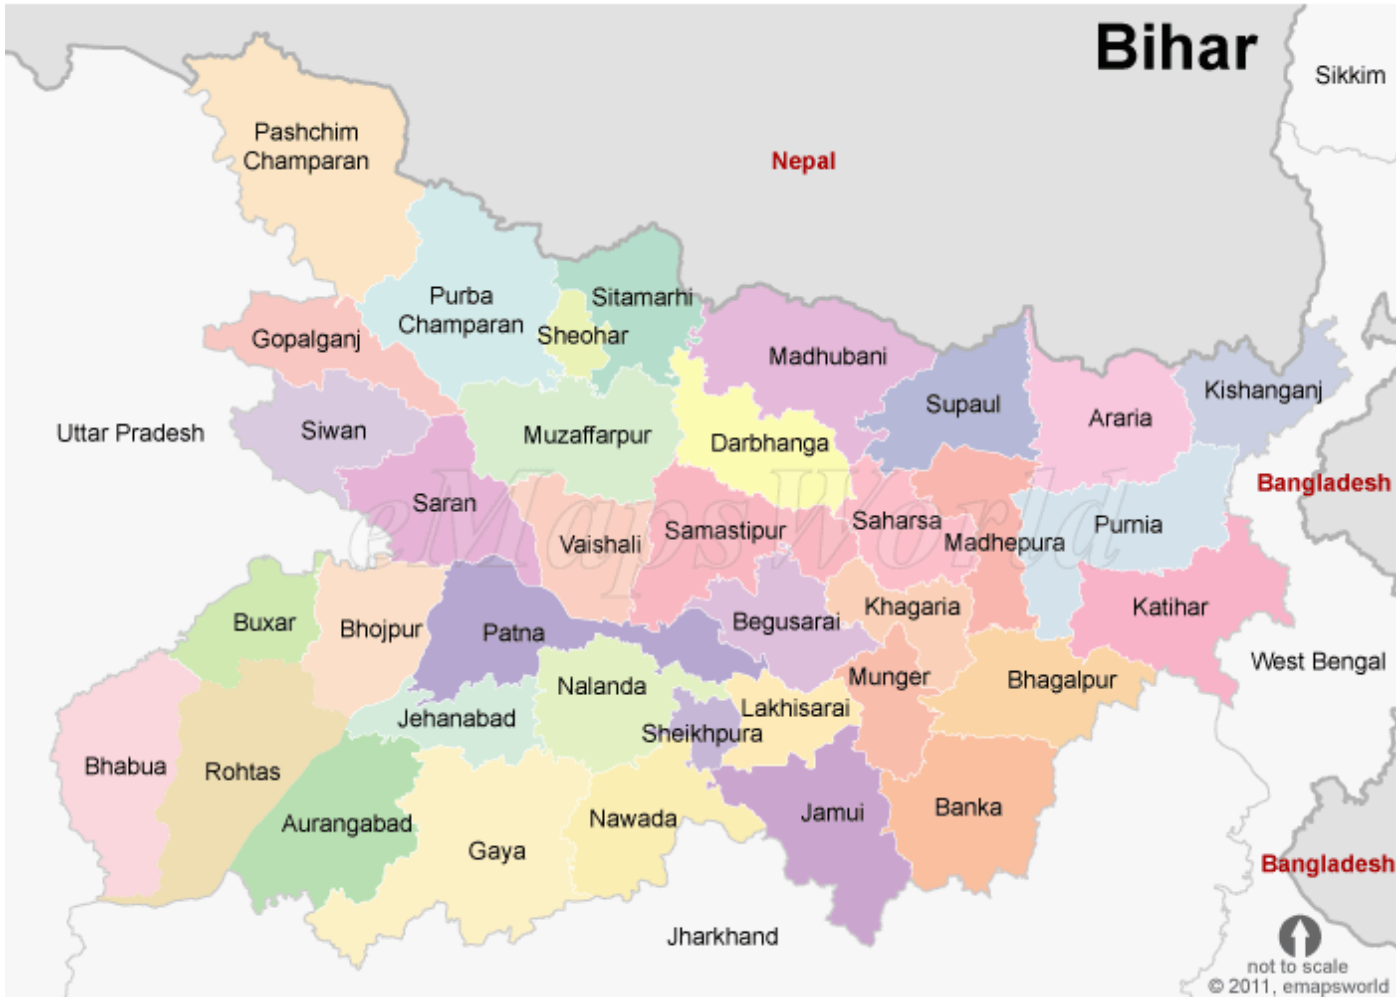 Bihar
Sikkim
Pashchim
Champaran
Nepal
Purba
Champaran
Sitamarhi
Sheohar
Gopalganj
Madhubani
Kishanganj
Supaul
Araria
Uttar Pradesh
Siwan
Muzaffarpur
Darbhanga
Bangladesh
Saran
Samastipur
Saharsa
Purnia
Vaishali
Madhepura
eMapsWorld
Buxar
Bhojpur
Patna
Begusarai
Khagaria
Katihar
West Bengal
Nalanda
Munger
Bhagalpur
Jehanabad
Lakhisarai
Sheikhpura
Bhabua
Rohtas
Aurangabad
Gaya
Nawada
Jamui
Banka
Bangladesh
Jharkhand
not to scale
© 2011, emapsworld